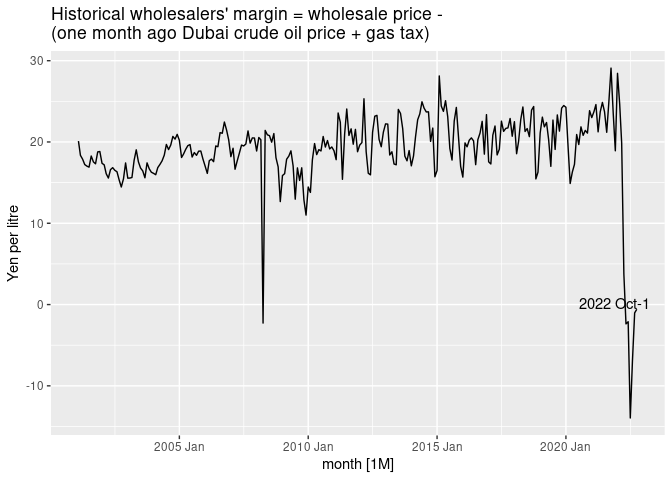 Historical wholesalers' margin = wholesale price -
(one month ago Dubai crude oil price + gas tax)
30
20
10
0
-10
Yen per litre
2022 Oct-1
2005 Jan
2010 Jan
2015 Jan
2020 Jan
month [1M]